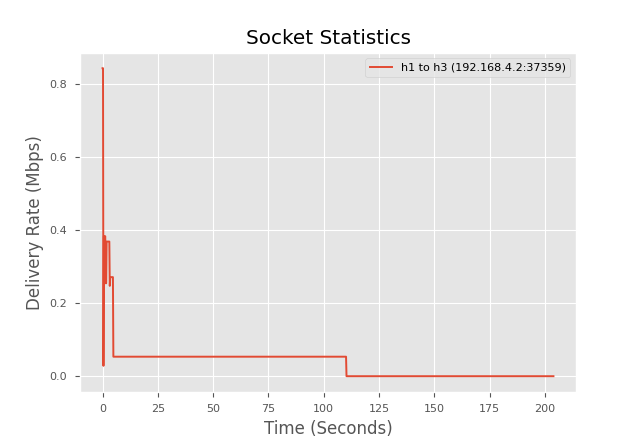 Socket Statistics
h1 to h3 (192.168.4.2:37359)
Delivery Rate (Mbps)
0.8
0.6
0.4
0.2
0.0
0 25 50 75 100 125 150 175 200
Time (Seconds)